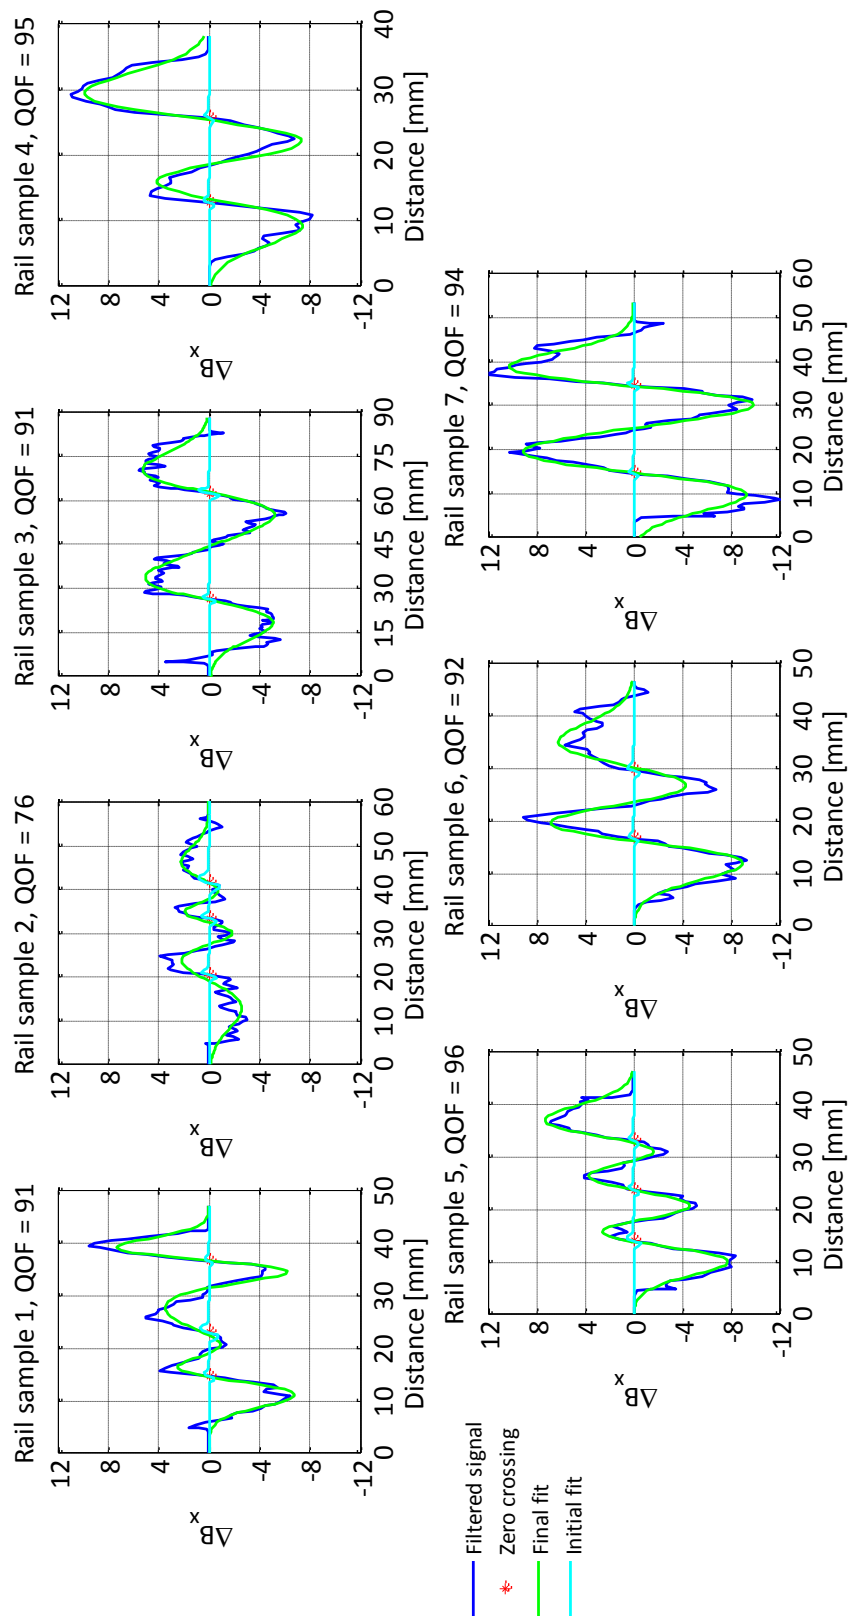 Rail sample 1, QOF = 91
12
8
4
0
-4
-8
-12
ΔBx
0 10 20 30 40 50
Distance [mm]
Rail sample 2, QOF = 76
12
8
4
0
-4
-8
-12
ΔBx
0 10 20 30 40 50 60
Distance [mm]
Rail sample 3, QOF = 91
12
8
4
0
-4
-8
-12
ΔBx
0 15 30 45 60 75 90
Distance [mm]
Rail sample 4, QOF = 95
12
8
4
0
-4
-8
-12
ΔBx
0 10 20 30 40
Distance [mm]
Filtered signal
Zero crossing
Final fit
Initial fit
Rail sample 5, QOF = 96
12
8
4
0
-4
-8
-12
ΔBx
0 10 20 30 40 50
Distance [mm]
Rail sample 6, QOF = 92
12
8
4
0
-4
-8
-12
ΔBx
0 10 20 30 40 50
Distance [mm]
Rail sample 7, QOF = 94
12
8
4
0
-4
-8
-12
ΔBx
0 10 20 30 40 50 60
Distance [mm]